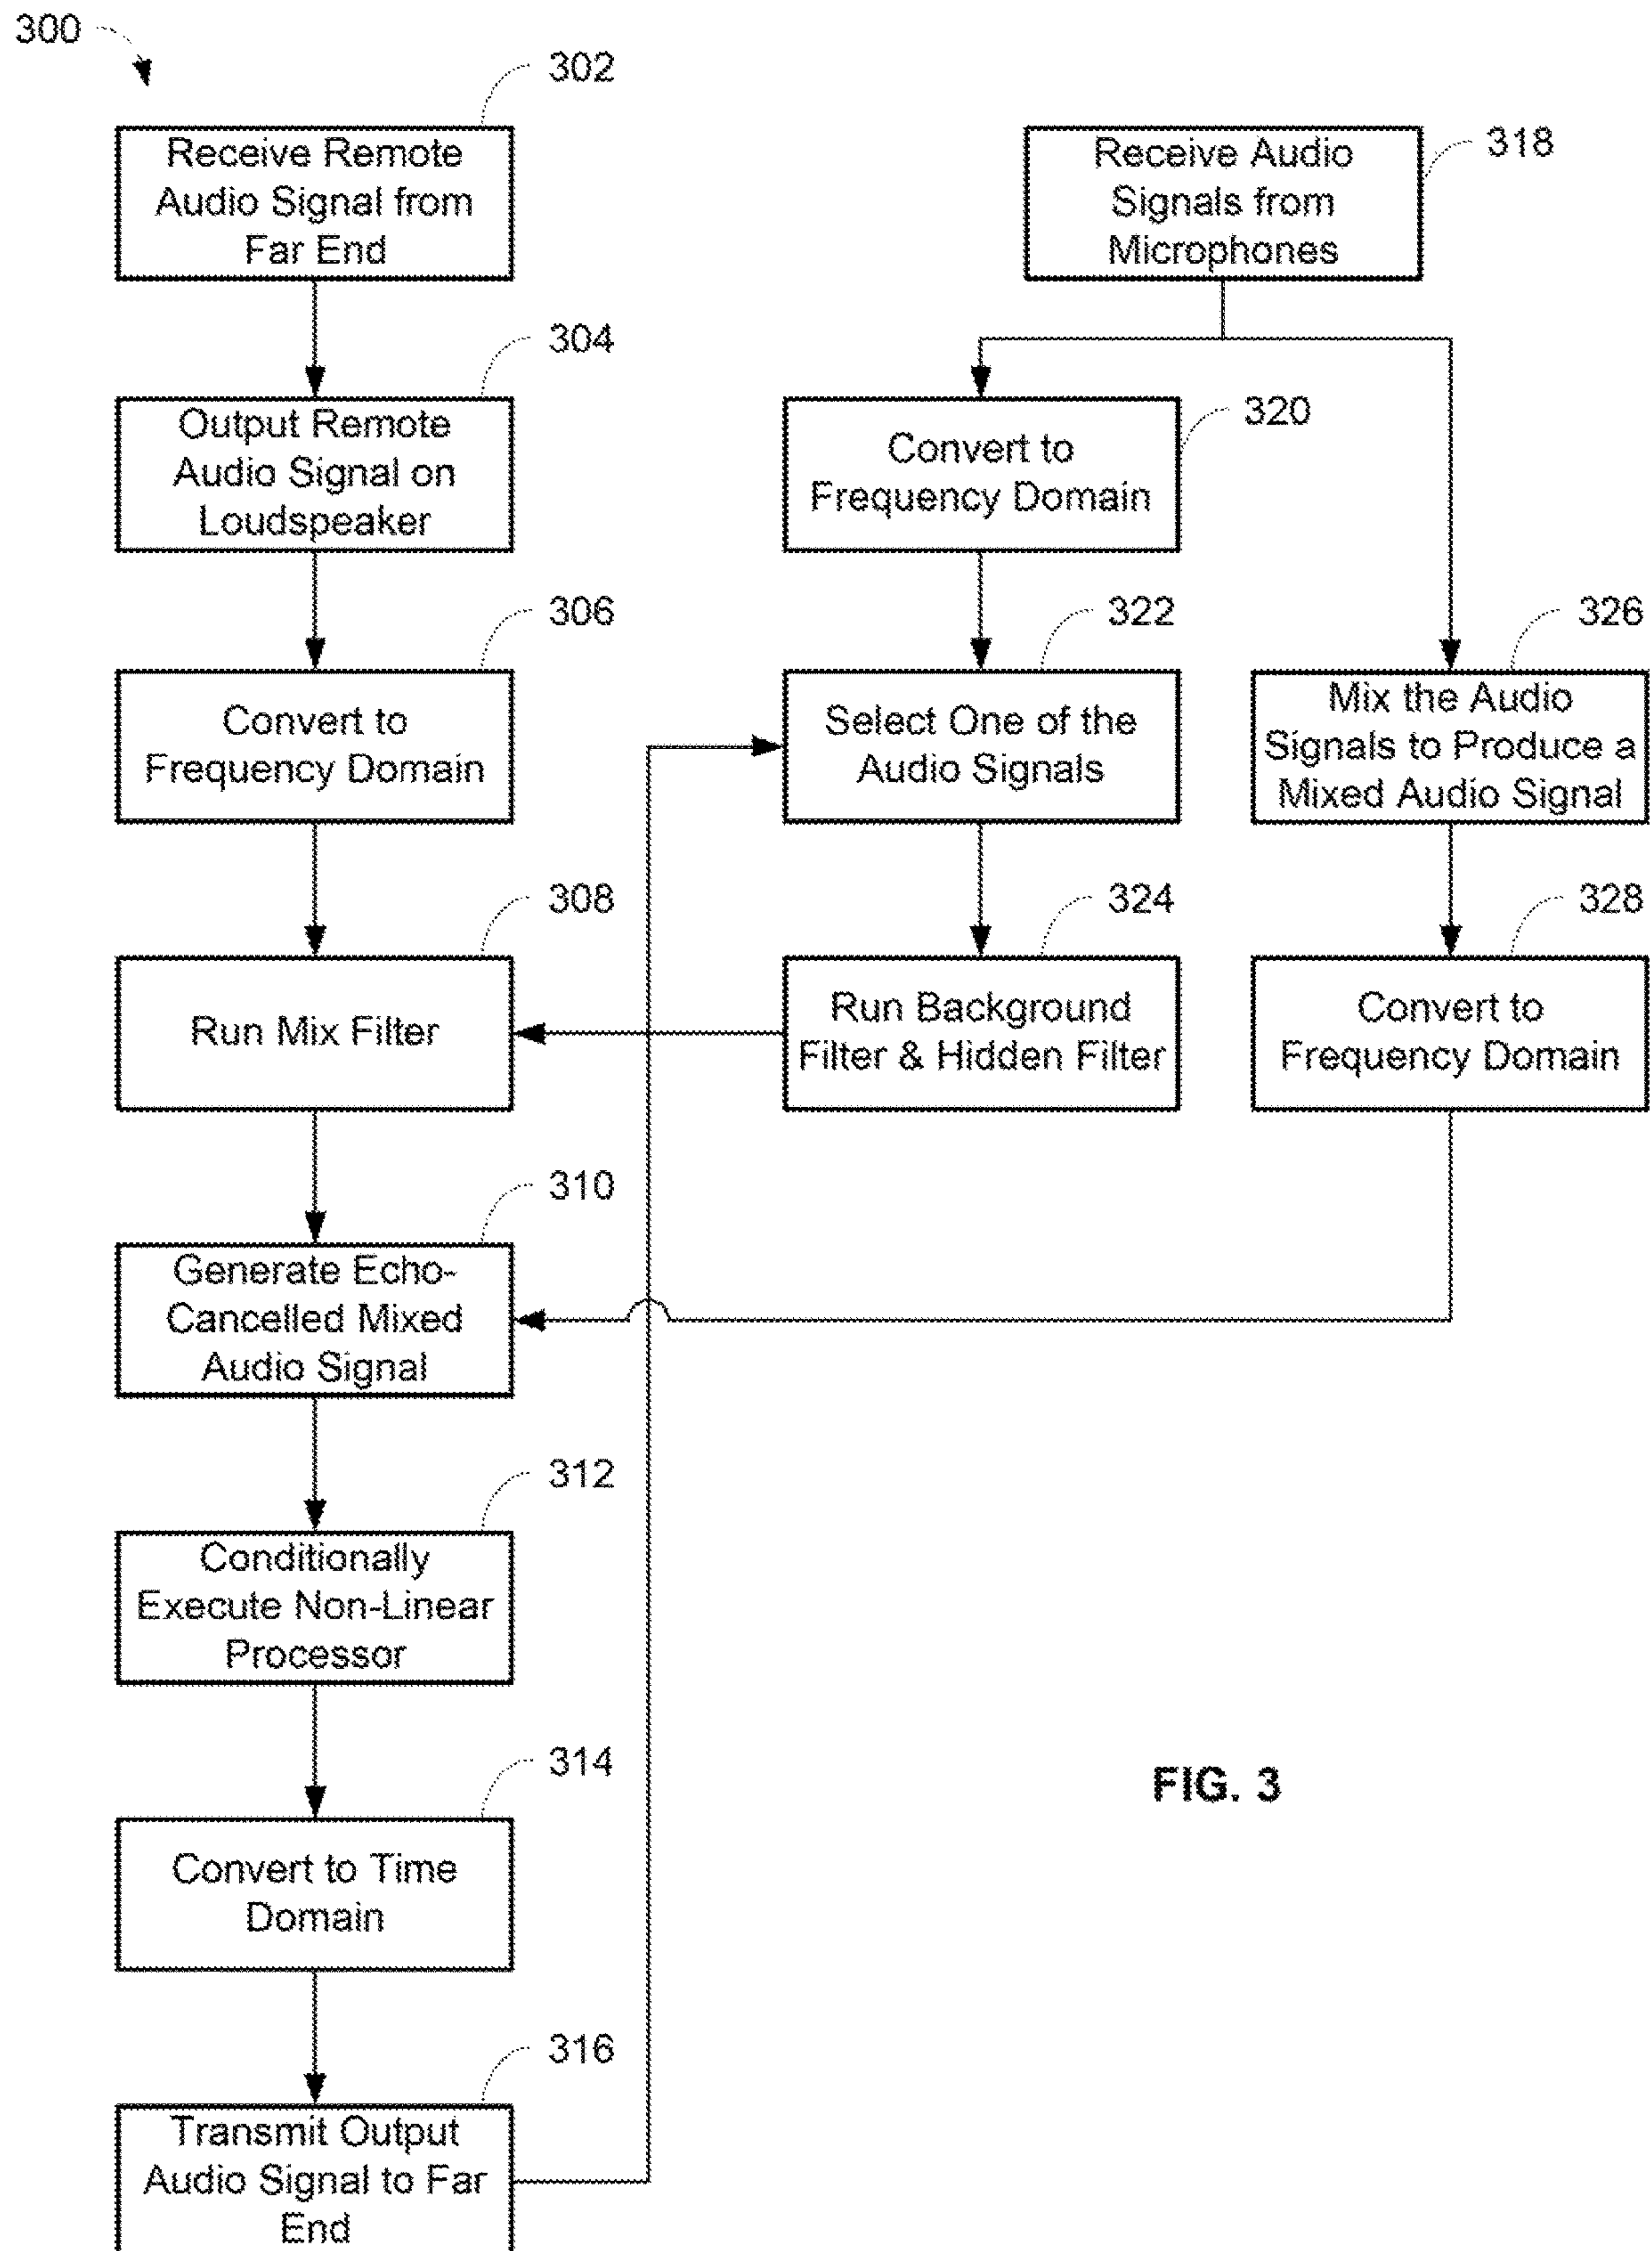 300
302
Receive Remote
Audio Signal from
Far End
304
Output Remote
Audio Signal on
Loudspeaker
306
Convert to
Frequency Domain
308
Run Mix Filter
310
Generate Echo-
Cancelled Mixed
Audio Signal
312
Conditionally
Execute Non-Linear
Processor
314
Convert to Time
Domain
316
Transmit Output
Audio Signal to Far
End
318
Receive Audio
Signals from
Microphones
320
Convert to
Frequency Domain
322
Select One of the
Audio Signals
324
Run Background
Filter & Hidden Filter
326
Mix the Audio
Signals to Produce a
Mixed Audio Signal
328
Convert to
Frequency Domain
FIG. 3